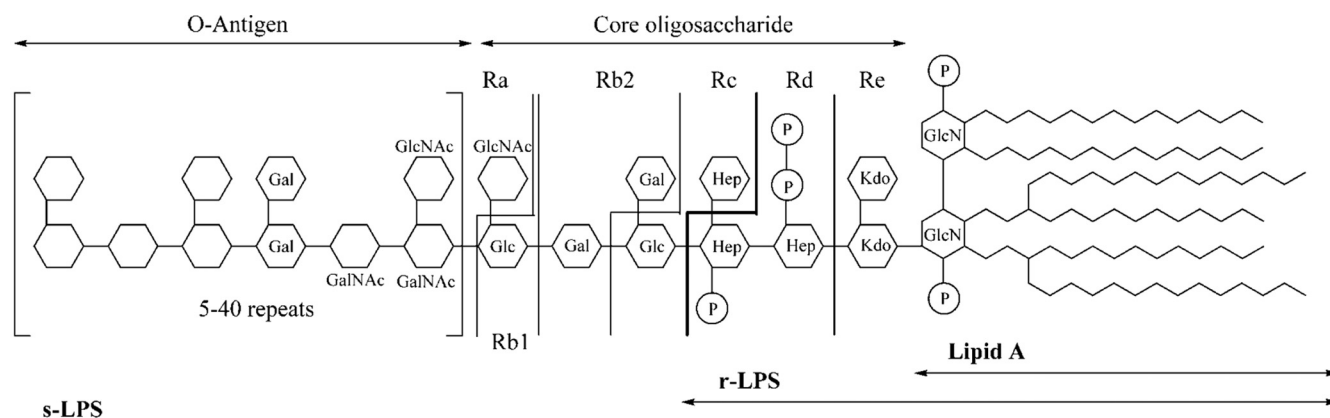 O-Antigen
Core oligosaccharide
Ra
Rb2
Rc
Rd
Re
P
P
GlcNAc
GlcNAc
GlcN
Gal
Gal
Hep
P
Kdo
Gal
Glc
Gal
Glc
Hep
Hep
Kdo
GlcN
GalNAc
GalNAc
5-40 repeats
P
P
Rb1
Lipid A
r-LPS
s-LPS